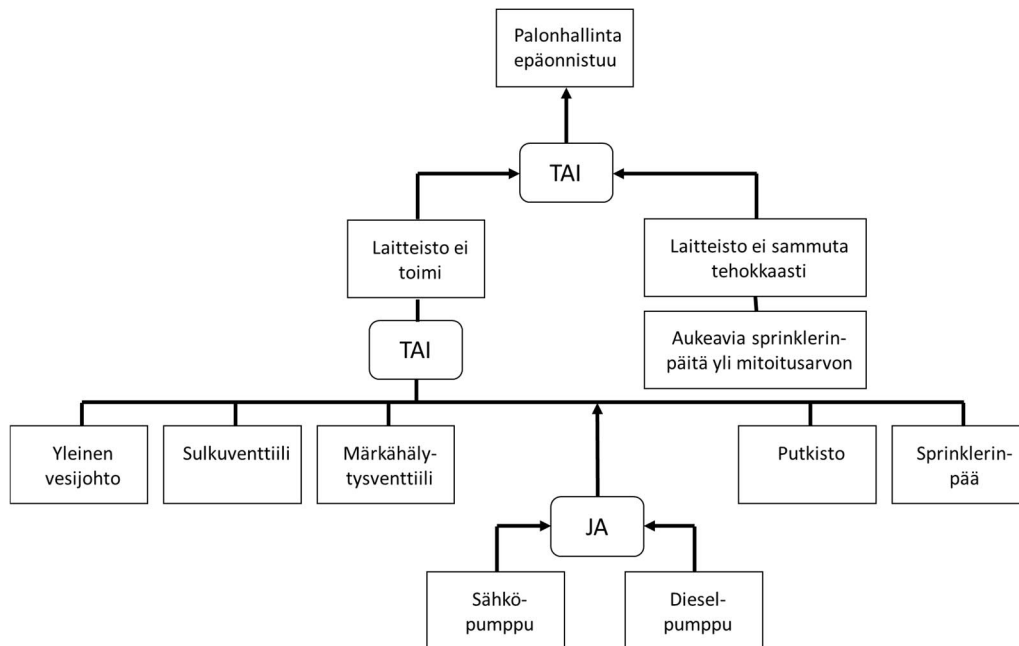 Palonhallinta
epäonnistuu
TAI
Laitteisto ei
toimi
Laitteisto ei sammuta
tehokkaasti
TAI
Aukeavia sprinklerin-
päitä yli mitoitusarvon
Yleinen
vesijohto
Sulkuventtiili
Märkähäly-
tysventtiili
Putkisto
Sprinklerin-
pää
JA
Sähkö-
pumppu
Diesel-
pumppu